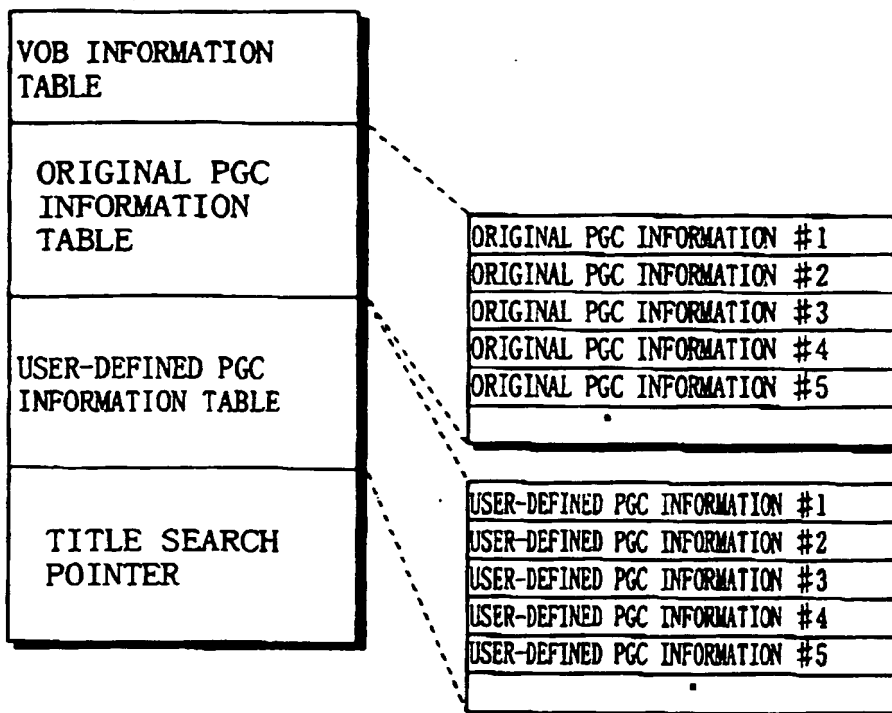 VOB INFORMATION
TABLE
ORIGINAL PGC
INFORMATION
TABLE
USER-DEFINED PGC
INFORMATION TABLE
TITLE SEARCH
POINTER
ORIGINAL PGC INFORMATION #1
ORIGINAL PGC INFORMATION #2
ORIGINAL PGC INFORMATION #3
ORIGINAL PGC INFORMATION #4
ORIGINAL PGC INFORMATION #5
USER-DEFINED PGC INFORMATION #1
USER-DEFINED PGC INFORMATION #2
USER-DEFINED PGC INFORMATION #3
USER-DEFINED PGC INFORMATION #4
USER-DEFINED PGC INFORMATION #5